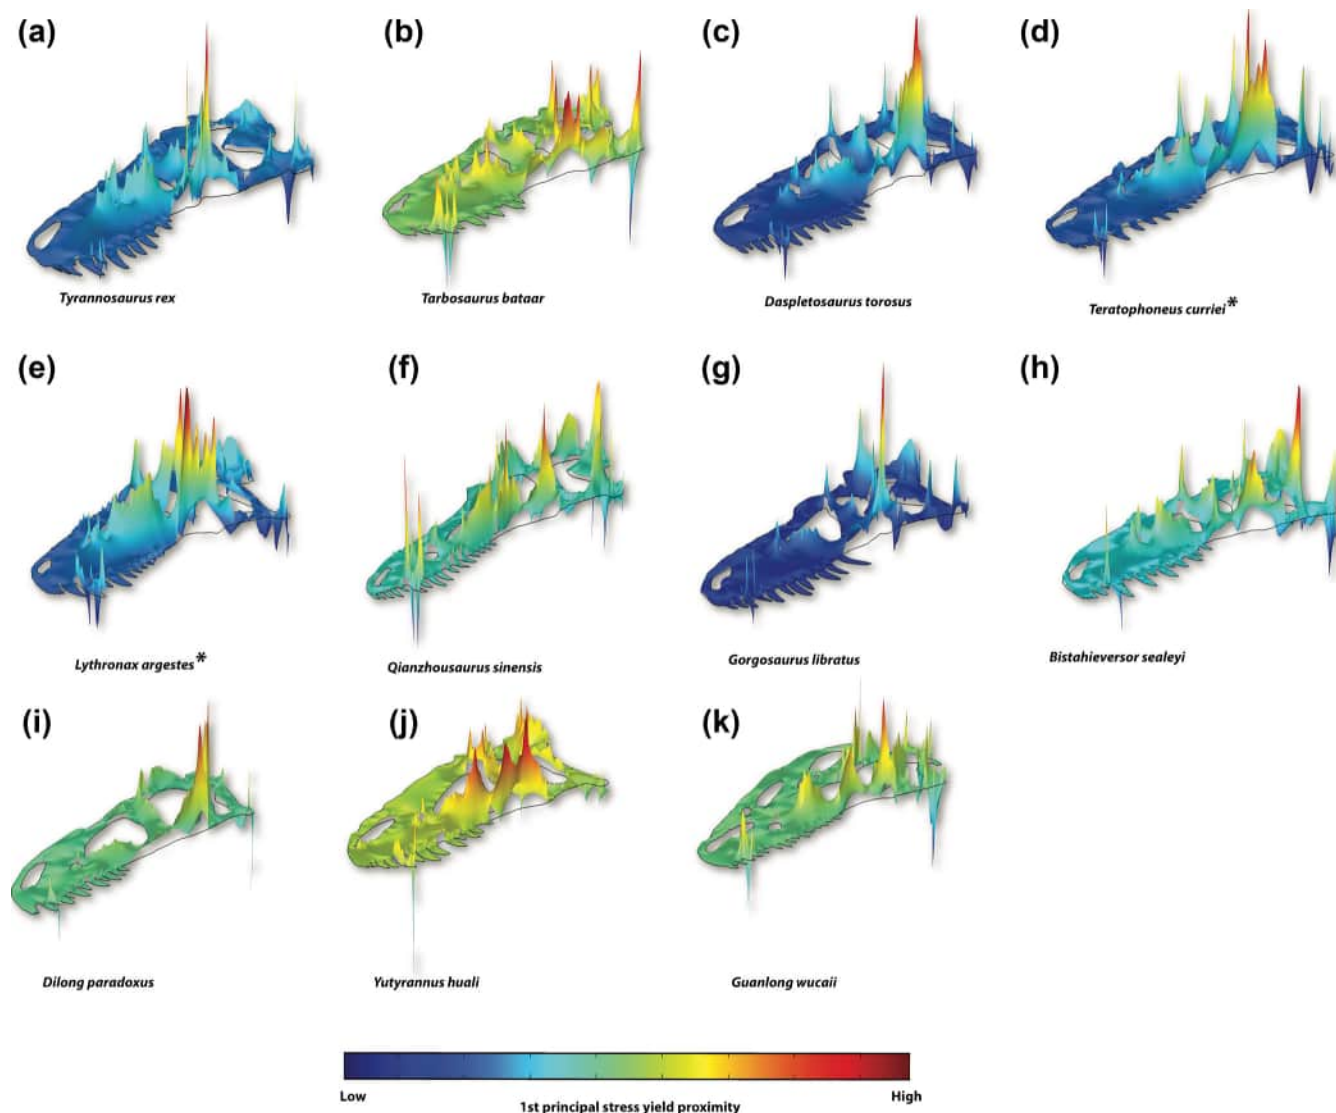 (a)
(b)
(c)
(d)
Tyrannosaurus rex
Tarbosaurus bataar
Daspletosaurus torosus
Teratophoneus curriei*
(e)
(f)
(g)
(h)
Lythronax argestes*
Qianzhousaurus sinensis
Gorgosaurus libratus
Bistahieversor sealeyi
(i)
(j)
(k)
Dilong paradoxus
Yutyrannus huali
Guanlong wucaii
Low
High
1st principal stress yield proximity